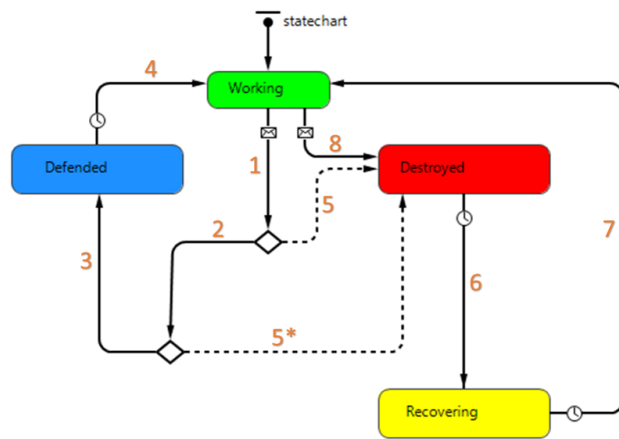 statechart
4
Working
1
8
Defended
Destroyed
5
2
7
3
6
5*
Recovering